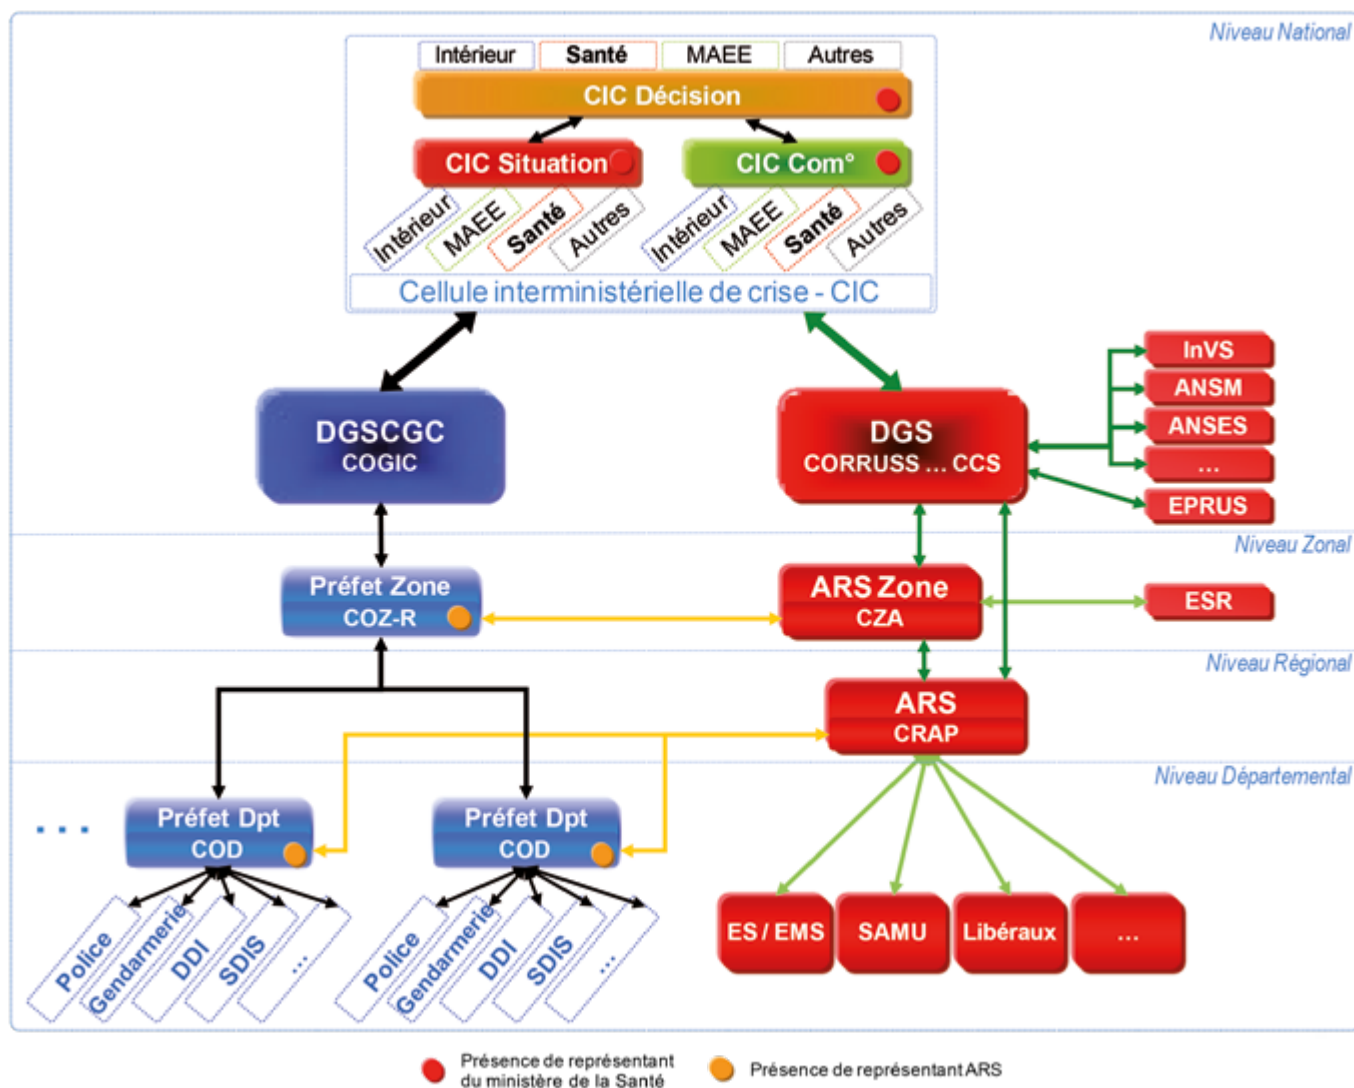 Niveau National
Intérieur Santé MAEE Autres
CIC Décision
CIC Situation
CIC Com°
Intérieur MAEE Santé Autres
Intérieur MAEE Santé Autres
Cellule interministérielle de crise - CIC
DGSCGC
COGIC
DGS
CORRUSS ... CCS
InVS
ANSM
ANSES
...
EPRUS
Niveau Zonal
Préfet Zone
COZ-R
ARS Zone
CZA
ESR
Niveau Régional
ARS
CRAP
Niveau Départemental
...
Préfet Dpt
COD
Préfet Dpt
COD
Police Gendarmerie DDI SDIS ...
Police Gendarmerie DDI SDIS ...
ES / EMS
SAMU
Libéraux
...
Présence de représentant
du ministère de la Santé
Présence de représentant ARS